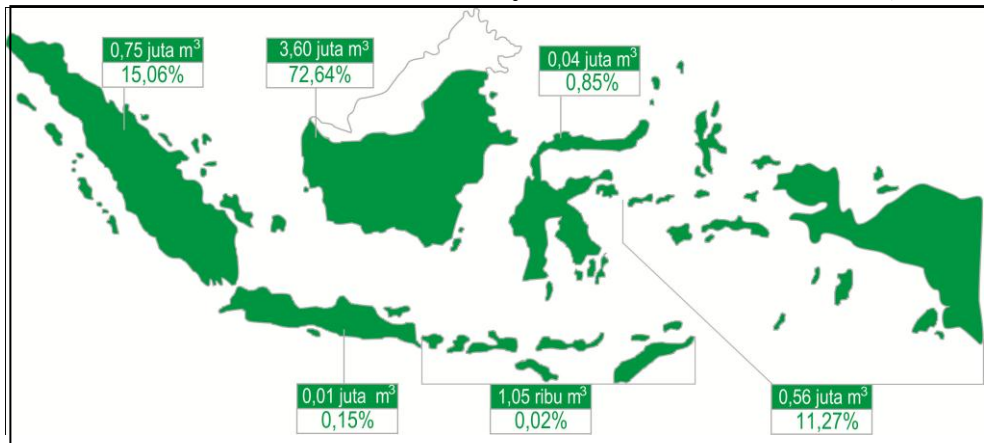 0,75 juta m³
15,06%
3,60 juta m³
72,64%
0,04 juta m³
0,85%
0,01 juta m³
0,15%
1,05 ribu m³
0,02%
0,56 juta m³
11,27%